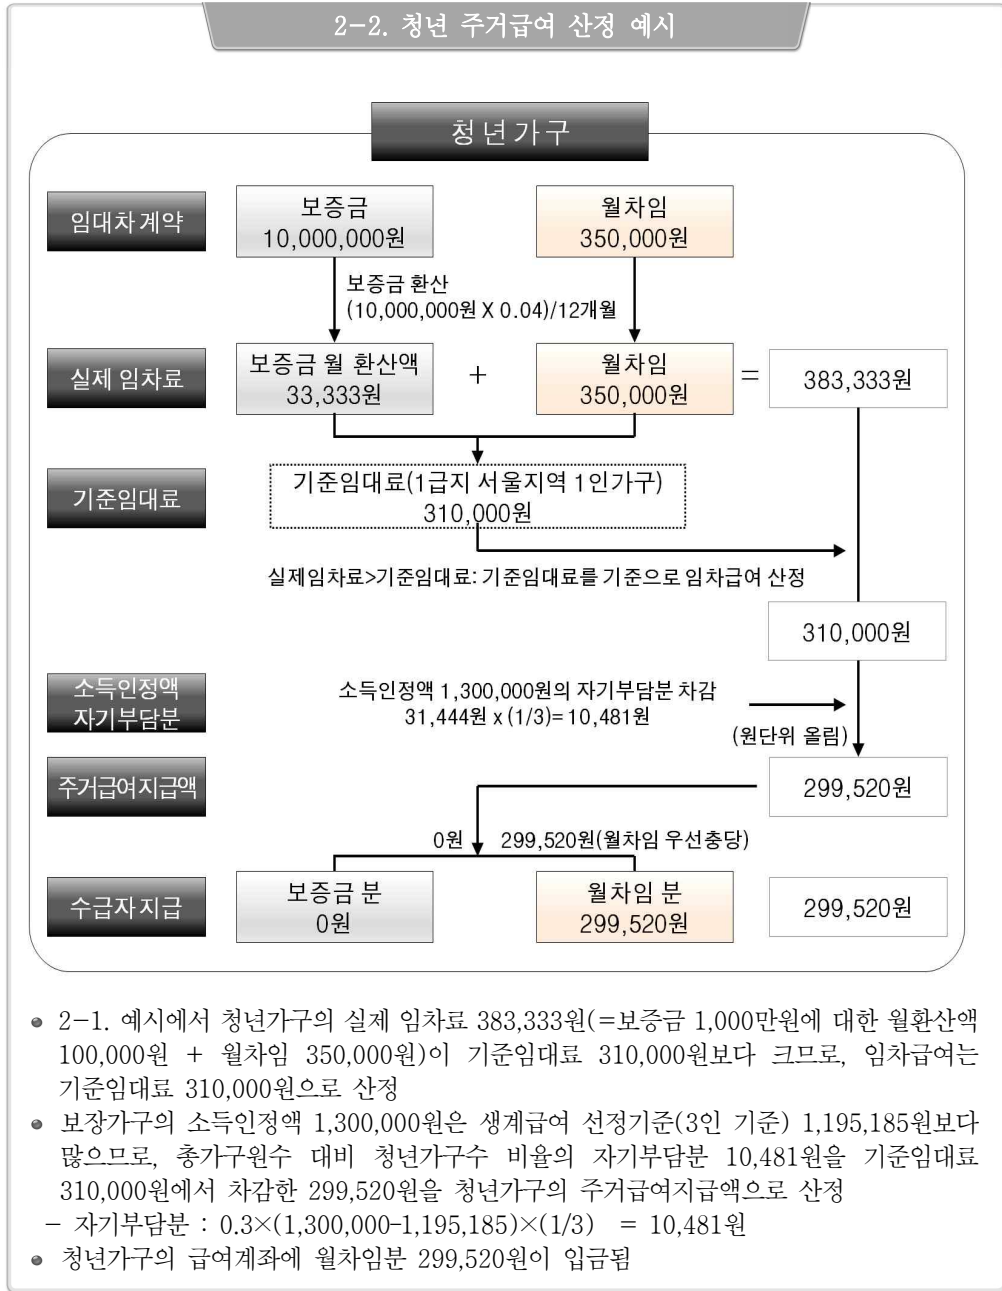 2-2. 청년 주거급여 산정 예시
청년가구
임대차 계약
보증금
10,000,000원
월차임
350,000원
보증금 환산
(10,000,000원 X 0.04)/12개월
실제 임차료
보증금 월 환산액
33,333원
+
월차임
350,000원
=
383,333원
기준임대료
기준임대료(1급지 서울지역 1인가구)
310,000원
실제임차료>기준임대료: 기준임대료를 기준으로 임차급여 산정
310,000원
소득인정액
자기부담분
소득인정액 1,300,000원의 자기부담분 차감
31,444원 x (1/3)= 10,481원
(원단위 올림)
주거급여지급액
299,520원
0원 299,520원(월차임 우선충당)
수급자 지급
보증금 분
0원
월차임 분
299,520원
299,520원
● 2-1. 예시에서 청년가구의 실제 임차료 383,333원(=보증금 1,000만원에 대한 월환산액
100,000원 + 월차임 350,000원)이 기준임대료 310,000원보다 크므로, 임차급여는
기준임대료 310,000원으로 산정
● 보장가구의 소득인정액 1,300,000원은 생계급여 선정기준(3인 기준) 1,195,185원보다
많으므로, 총가구원수 대비 청년가구수 비율의 자기부담분 10,481원을 기준임대료
310,000원에서 차감한 299,520원을 청년가구의 주거급여지급액으로 산정
- 자기부담분 : 0.3×(1,300,000-1,195,185)×(1/3) = 10,481원
● 청년가구의 급여계좌에 월차임분 299,520원이 입금됨